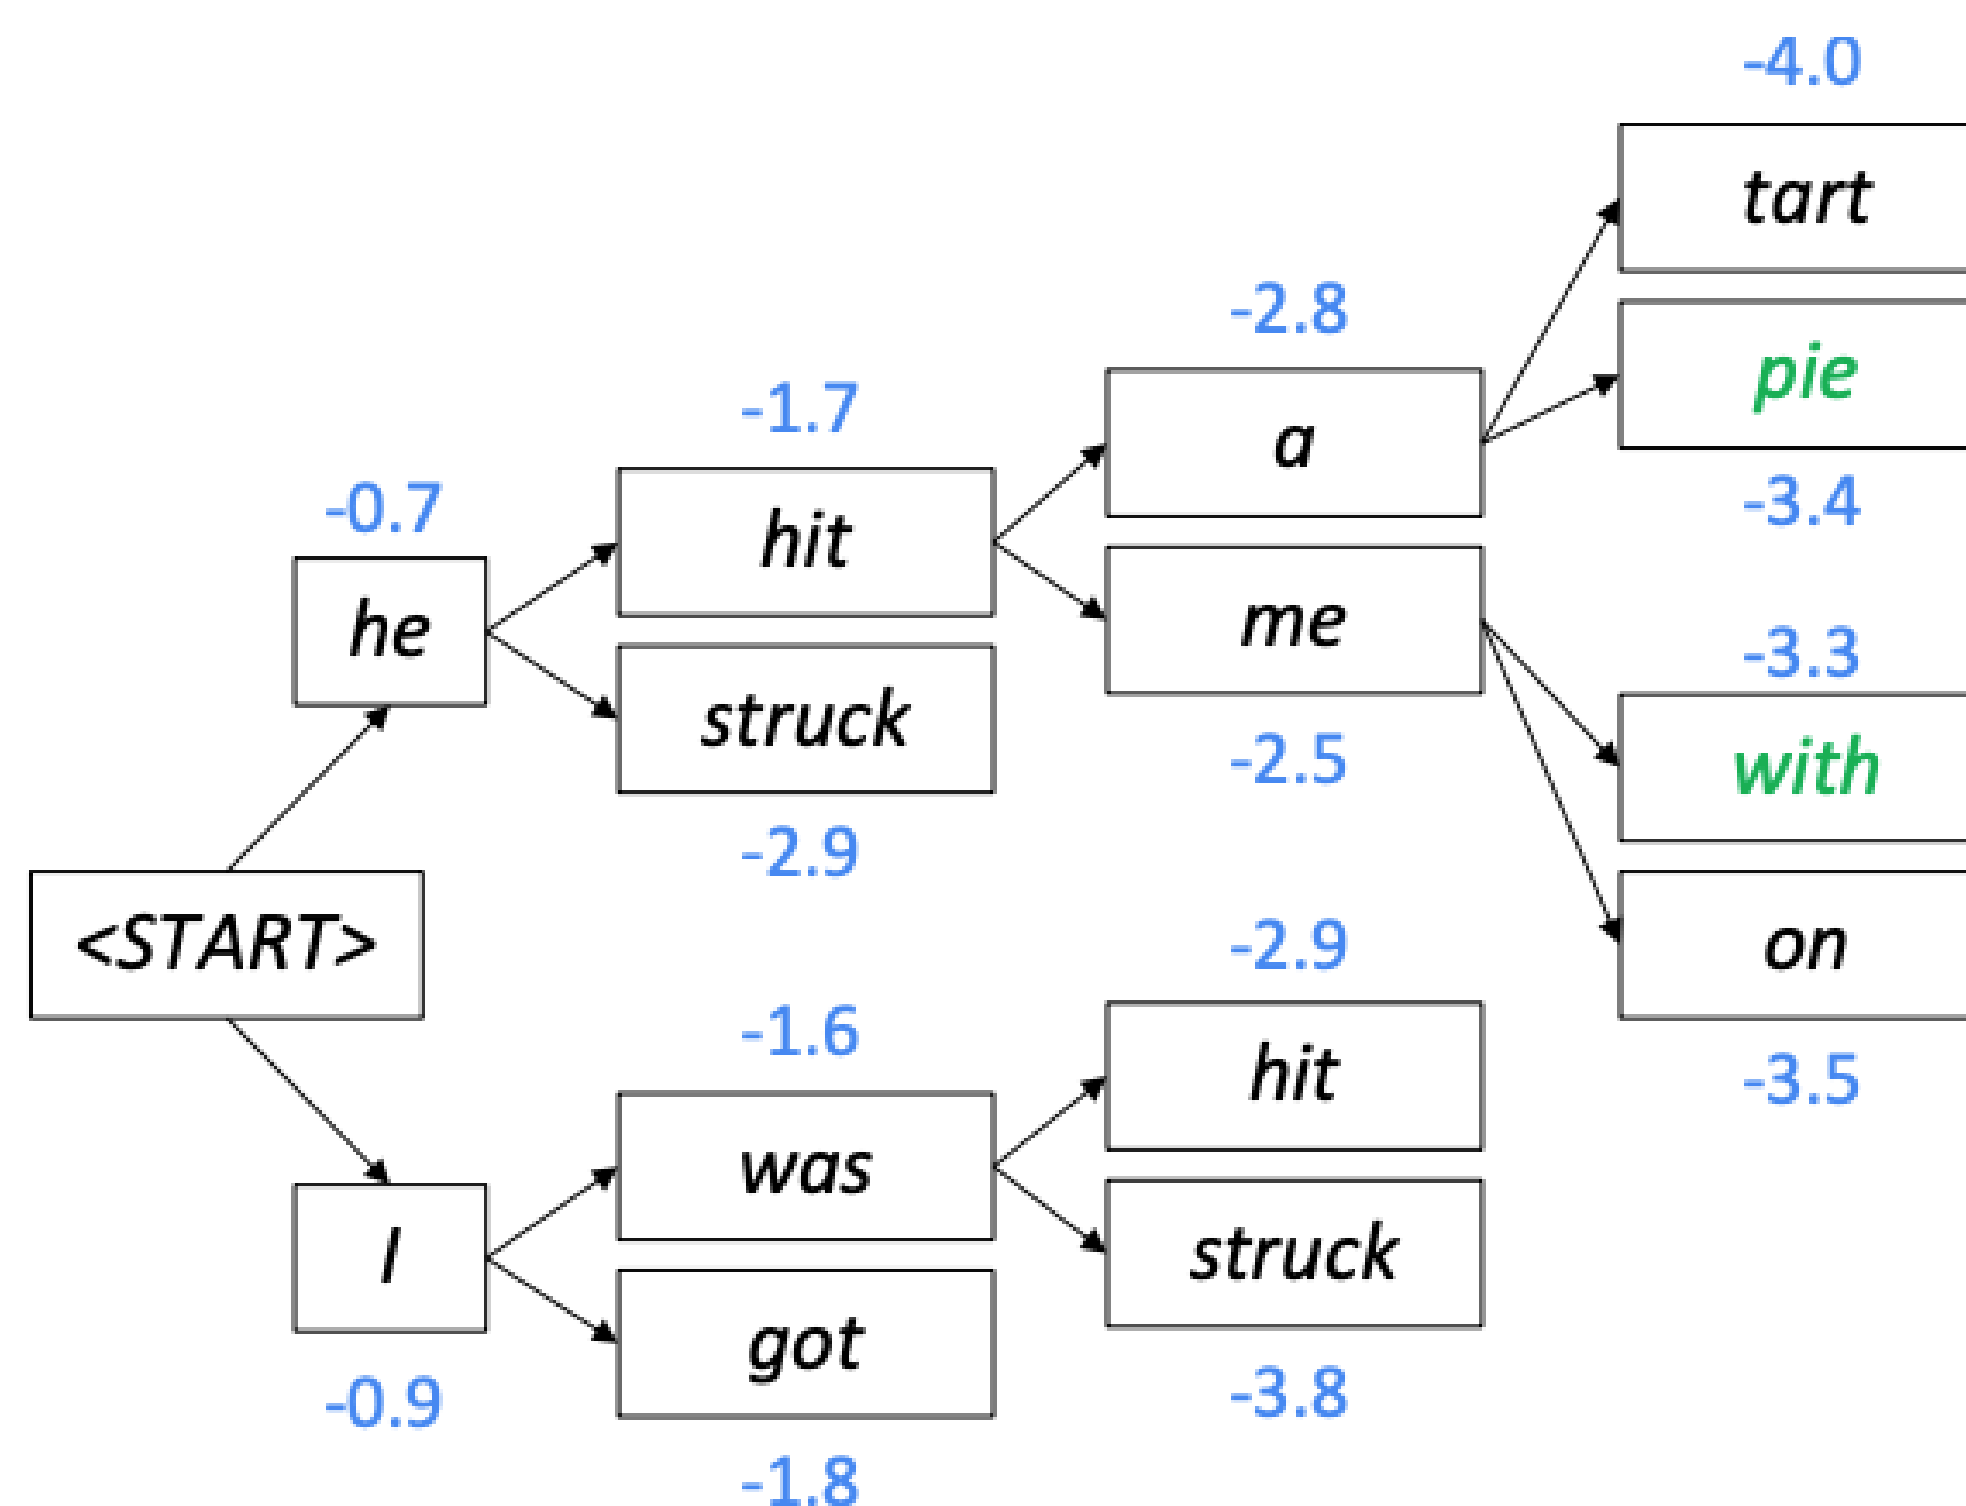 -4.0
tart
-2.8
pie
-1.7
a
-3.4
-0.7
hit
me
-3.3
he
struck
-2.5
with
-2.9
<START>
-2.9
on
-1.6
hit
-3.5
was
I
struck
got
-0.9
-3.8
-1.8